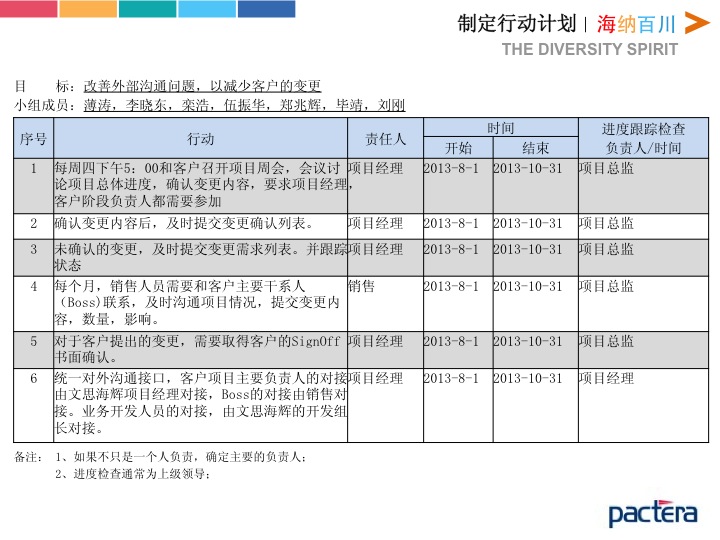 制定行动计划 | 海纳百川
THE DIVERSITY SPIRIT
目 标：改善外部沟通问题，以减少客户的变更
小组成员：薄涛，李晓东，栾浩，伍振华，郑兆辉，毕靖，刘刚
序号 行动 责任人 时间 进度跟踪检查
开始 结束 负责人/时间
1 每周四下午5：00和客户召开项目周会，会议讨 项目经理 2013-8-1 2013-10-31 项目总监
论项目总体进度，确认变更内容，要求项目经理，
客户阶段负责人都需要参加
2 确认变更内容后，及时提交变更确认列表。 项目经理 2013-8-1 2013-10-31 项目总监
3 未确认的变更，及时提交变更需求列表。并跟踪 项目经理 2013-8-1 2013-10-31 项目总监
状态
4 每个月，销售人员需要和客户主要干系人 销售 2013-8-1 2013-10-31 项目总监
（Boss)联系，及时沟通项目情况，提交变更内
容，数量，影响。
5 对于客户提出的变更，需要取得客户的SignOff 项目经理 2013-8-1 2013-10-31 项目总监
书面确认。
6 统一对外沟通接口，客户项目主要负责人的对接 项目经理 2013-8-1 2013-10-31 项目经理
由文思海辉项目经理对接，Boss的对接由销售对
接。业务开发人员的对接，由文思海辉的开发组
长对接。
备注： 1、如果不只是一个人负责，确定主要的负责人；
2、进度检查通常为上级领导；
pactera